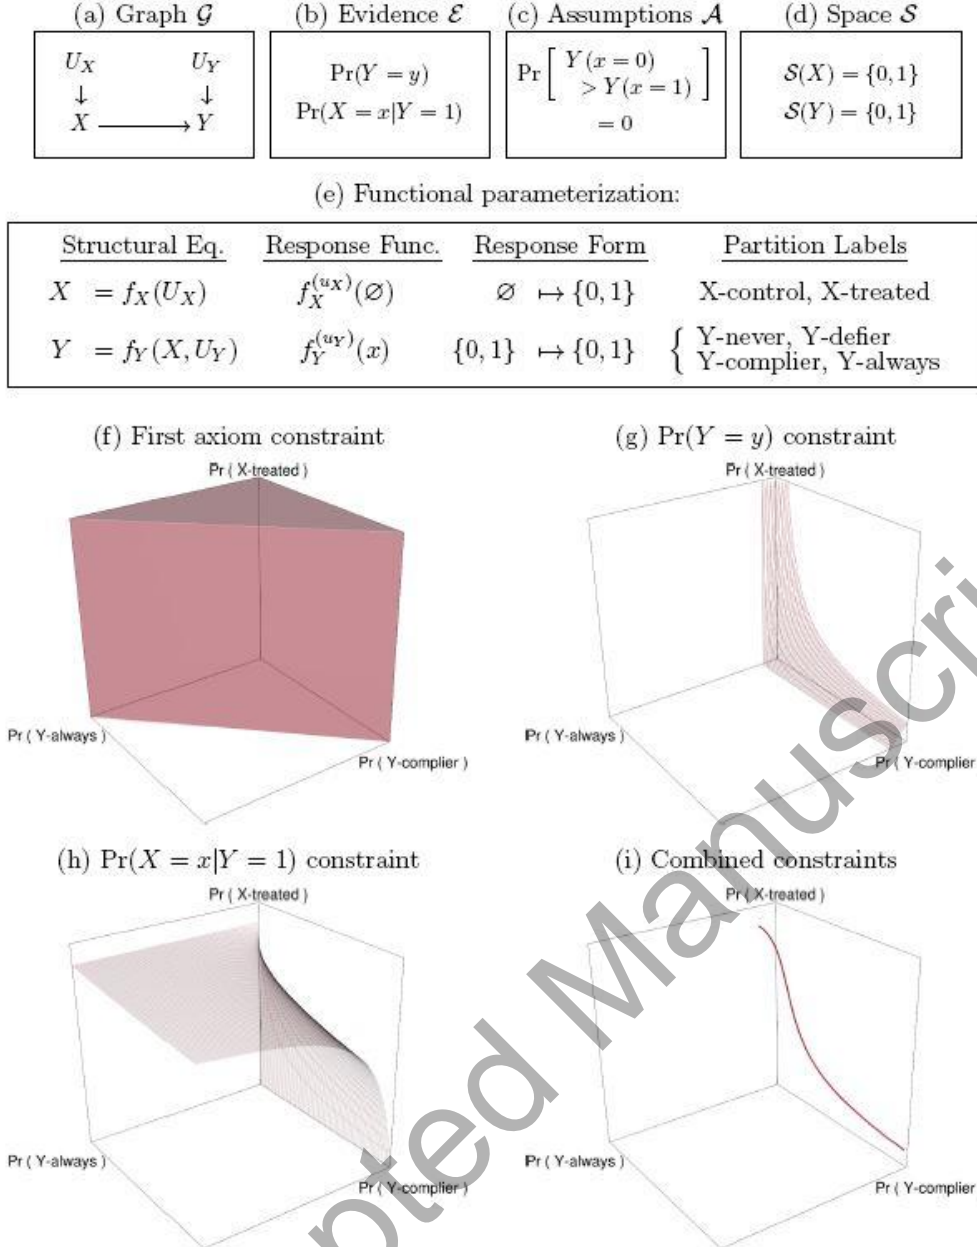 (a) Graph 𝒢
(b) Evidence ℰ
(c) Assumptions 𝒜
(d) Space 𝒮
U_X U_Y
↓ ↓
X ⟶ Y
Pr(Y = y)
Pr(X = x|Y = 1)
Pr [ Y(x = 0)
> Y(x = 1) ]
= 0
𝒮(X) = {0, 1}
𝒮(Y) = {0, 1}
(e) Functional parameterization:
Structural Eq. Response Func. Response Form Partition Labels
X = f_X(U_X) f_X^{(u_X)}(∅) ∅ ↦ {0, 1} X-control, X-treated
Y = f_Y(X, U_Y) f_Y^{(u_Y)}(x) {0, 1} ↦ {0, 1} { Y-never, Y-defier
Y-complier, Y-always
(f) First axiom constraint
Pr ( X-treated )
Pr ( Y-always )
Pr ( Y-complier )
(g) Pr(Y = y) constraint
Pr ( X-treated )
Pr ( Y-always )
Pr ( Y-complier
(h) Pr(X = x|Y = 1) constraint
Pr ( X-treated )
Pr ( Y-always )
Pr ( Y-complier )
(i) Combined constraints
Pr ( X-treated )
Pr ( Y-always )
Pr ( Y-complier
pted Manuscri